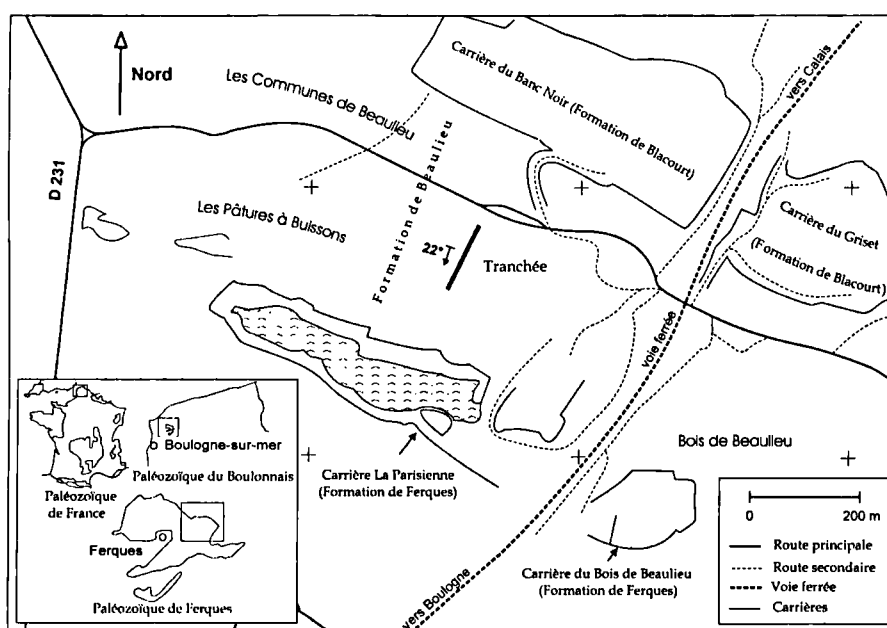 Nord
Les Communes de Beaulieu
Carrière du Banc Noir (Formation de Blacourt)
vers Calais
D 231
Les Pâtures à Buissons
Formation de Beaulieu
22°
Tranchée
Carrière du Griset
(Formation de Blacourt)
voie ferrée
Bois de Beaulieu
Carrière La Parisienne
(Formation de Ferques)
Carrière du Bois de Beaulieu
(Formation de Ferques)
vers Boulogne
Boulogne-sur-mer
Paléozoïque
de France
Paléozoïque du Boulonnais
Ferques
Paléozoïque de Ferques
0
200 m
Route principale
Route secondaire
Voie ferrée
Carrières